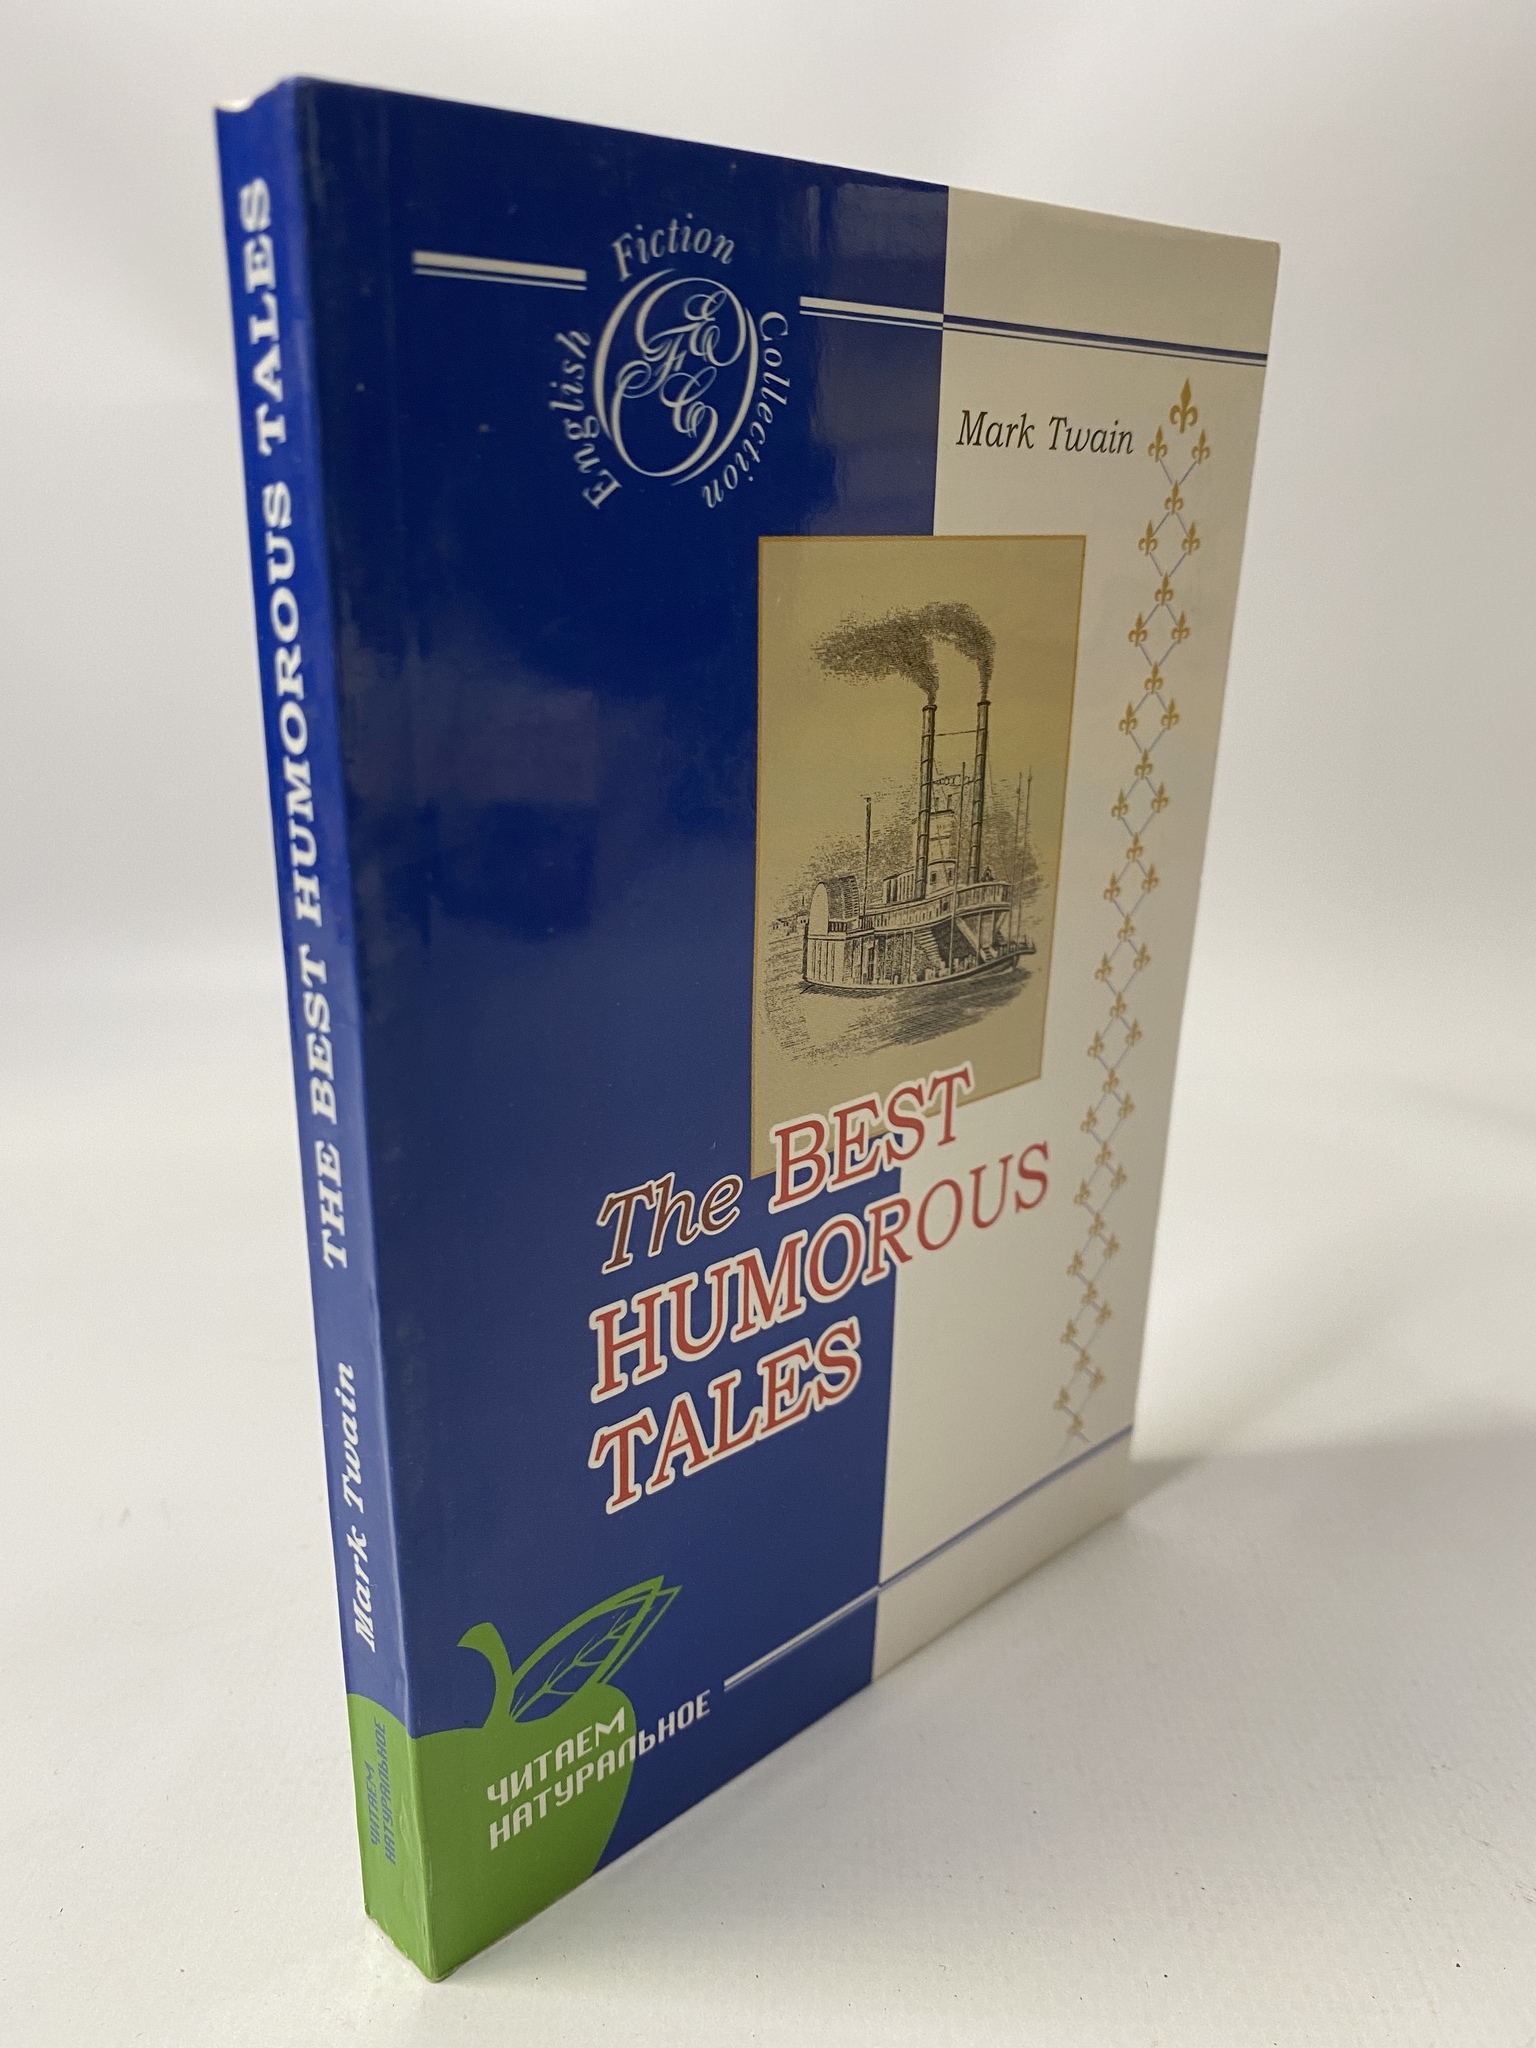 THE BEST HUMOROUS TALES
Mark Twain
ЧИТАЕМ
НАТУРАЛЬНОЕ
English Fiction Collection
EFC
Mark Twain
The BEST
HUMOROUS
TALES
ЧИТАЕМ
НАТУРАЛЬНОЕ